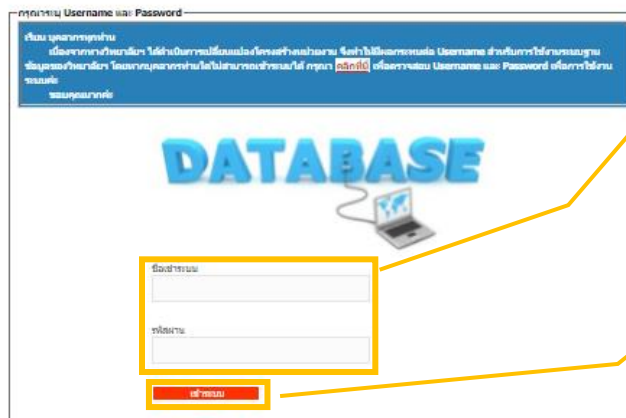 กรุณาระบุ Username และ Password
เรียน บุคลากรทุกท่าน
เนื่องจากทางวิทยาลัยฯ ได้ดำเนินการเปลี่ยนแปลงโครงสร้างหน่วยงาน จึงทำให้มีผลกระทบต่อ Username สำหรับการใช้งานระบบฐาน
ข้อมูลของวิทยาลัยฯ โดยหากบุคลากรท่านใดไม่สามารถเข้าระบบได้ กรุณา คลิกที่นี่ เพื่อตรวจสอบ Username และ Password เพื่อการใช้งาน
ระบบค่ะ
ขอบคุณมากค่ะ
DATABASE
ชื่อเข้าระบบ
รหัสผ่าน
เข้าระบบ